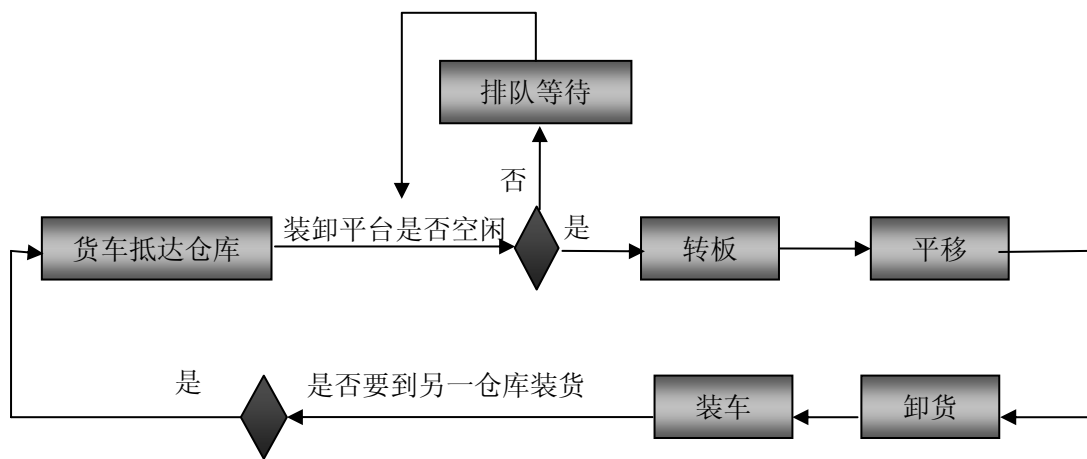 排队等待
否
货车抵达仓库
装卸平台是否空闲
是
转板
平移
是
是否要到另一仓库装货
装车
卸货